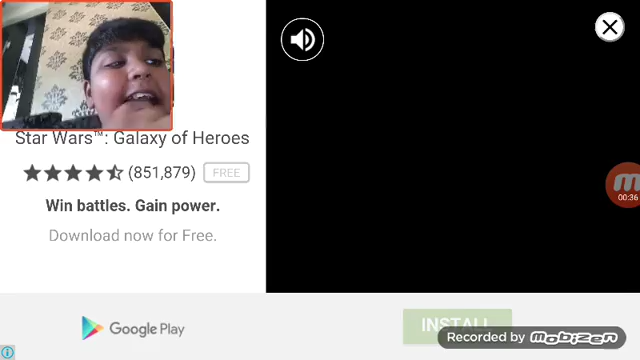 Star Wars™: Galaxy of Heroes
(851,879) FREE
Win battles. Gain power.
Download now for Free.
00:36
Google Play
INSTALL
Recorded by mobizen